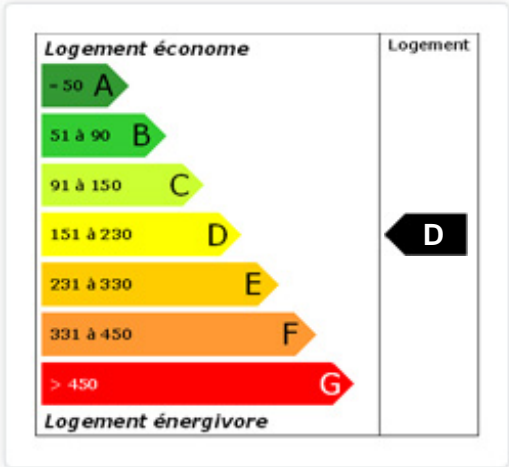 Logement économe
Logement
= 50 A
51 à 90 B
91 à 150 C
151 à 230 D
D
231 à 330 E
331 à 450 F
> 450 G
Logement énergivore